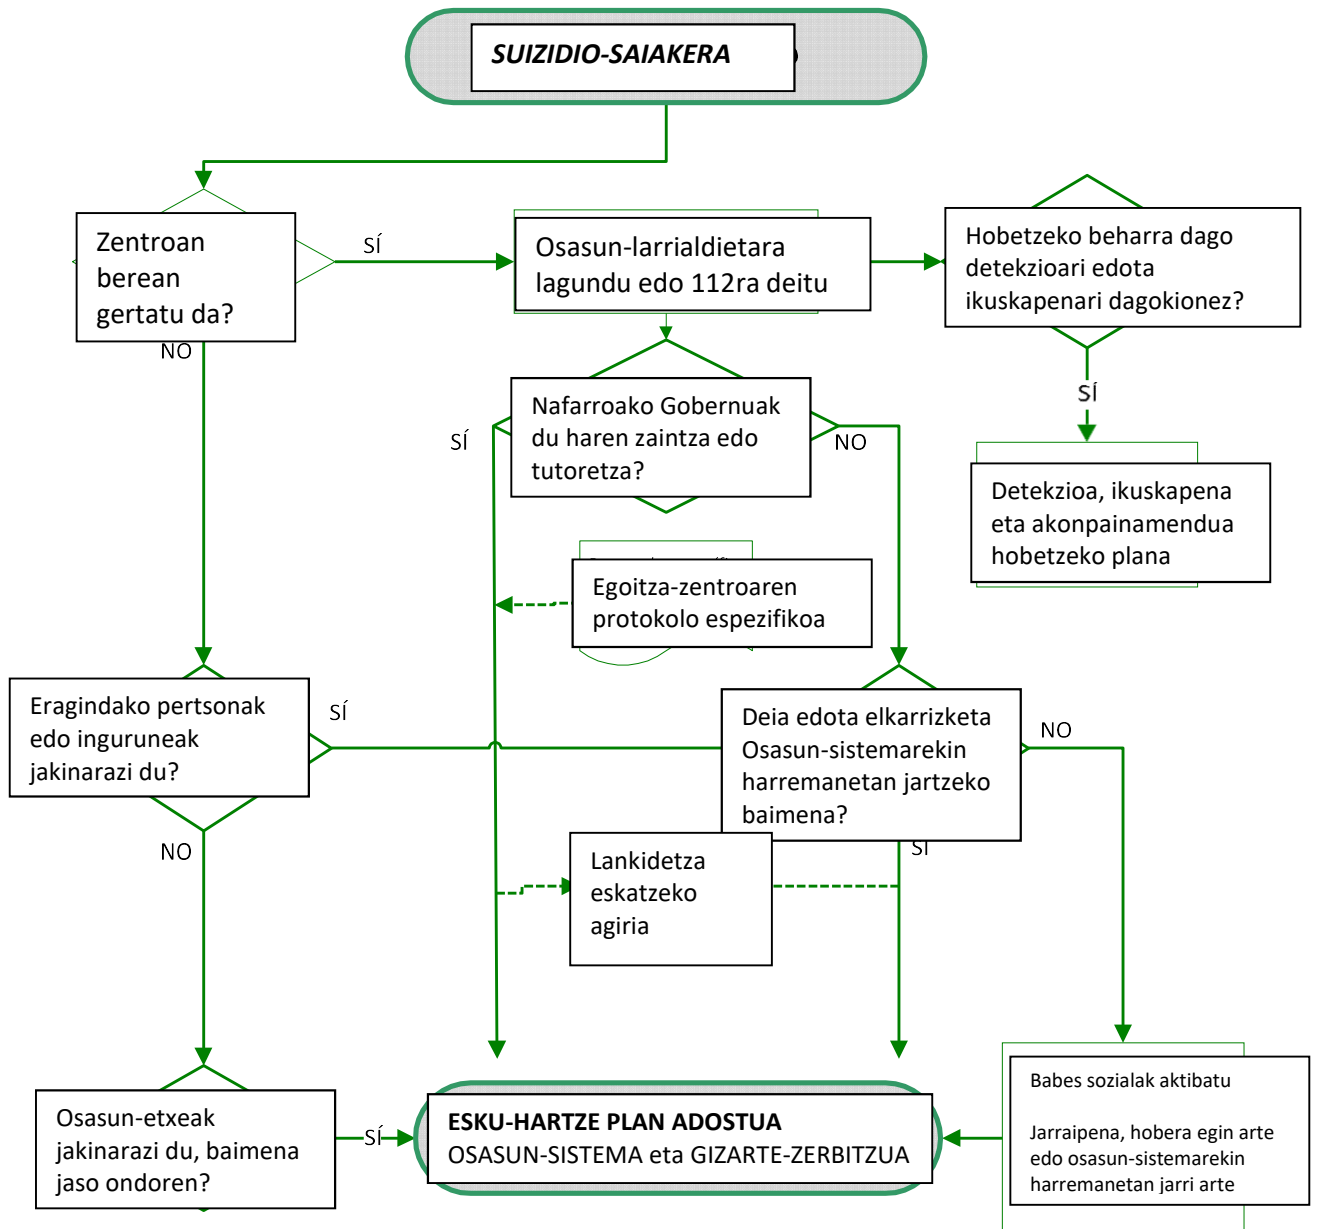 SUIZIDIO-SAIAKERA
Zentroan
berean
gertatu da?
SÍ
NO
Osasun-larrialdietara
lagundu edo 112ra deitu
Hobetzeko beharra dago
detekzioari edota
ikuskapenari dagokionez?
SÍ
Detekzioa, ikuskapena
eta akonpainamendua
hobetzeko plana
Nafarroako Gobernuak
du haren zaintza edo
tutoretza?
SÍ
NO
Egoitza-zentroaren
protokolo espezifikoa
Eragindako pertsonak
edo inguruneak
jakinarazi du?
SÍ
NO
Deia edota elkarrizketa
Osasun-sistemarekin
harremanetan jartzeko
baimena?
NO
SÍ
Lankidetza
eskatzeko
agiria
Osasun-etxeak
jakinarazi du, baimena
jaso ondoren?
SÍ
ESKU-HARTZE PLAN ADOSTUA
OSASUN-SISTEMA eta GIZARTE-ZERBITZUA
Babes sozialak aktibatu
Jarraipena, hobera egin arte
edo osasun-sistemarekin
harremanetan jarri arte